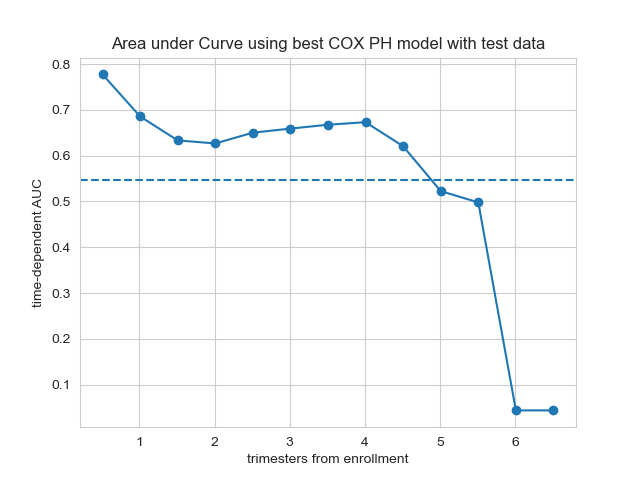 Area under Curve using best COX PH model with test data
0.8
0.7
0.6
0.5
0.4
0.3
0.2
0.1
time-dependent AUC
1 2 3 4 5 6
trimesters from enrollment